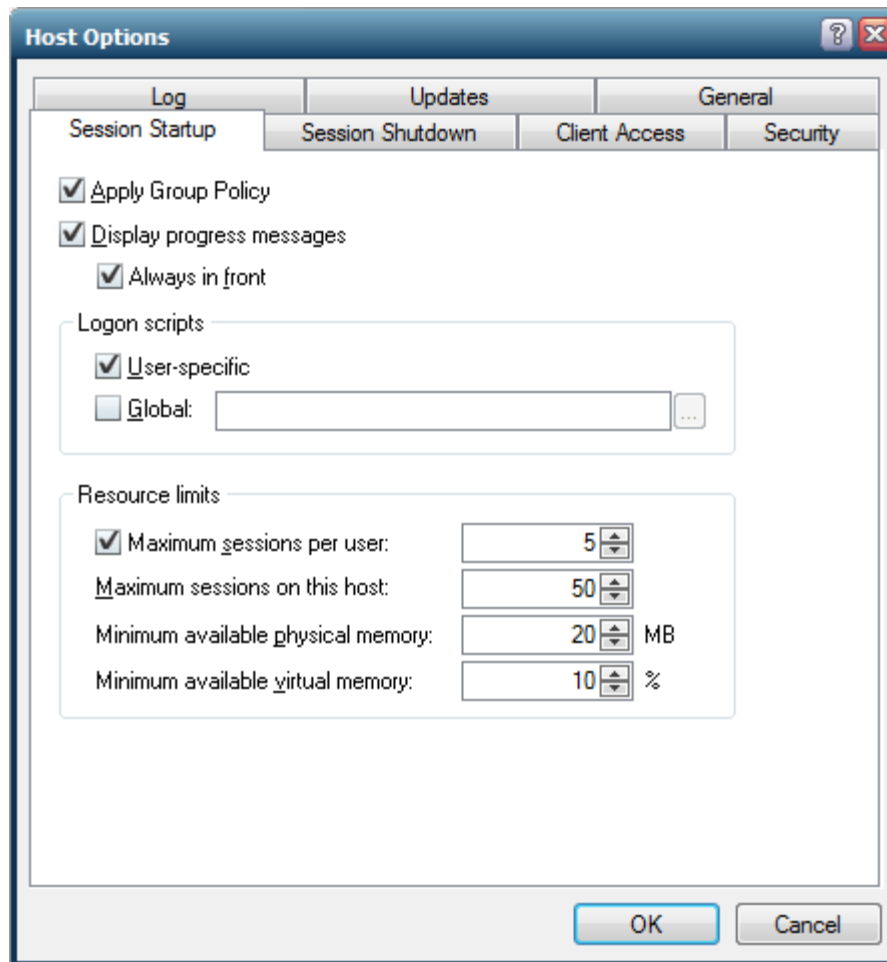 Host Options
Log Updates General
Session Startup Session Shutdown Client Access Security
Apply Group Policy
Display progress messages
Always in front
Logon scripts
User-specific
Global: ...
Resource limits
Maximum sessions per user: 5
Maximum sessions on this host: 50
Minimum available physical memory: 20 MB
Minimum available virtual memory: 10 %
OK Cancel